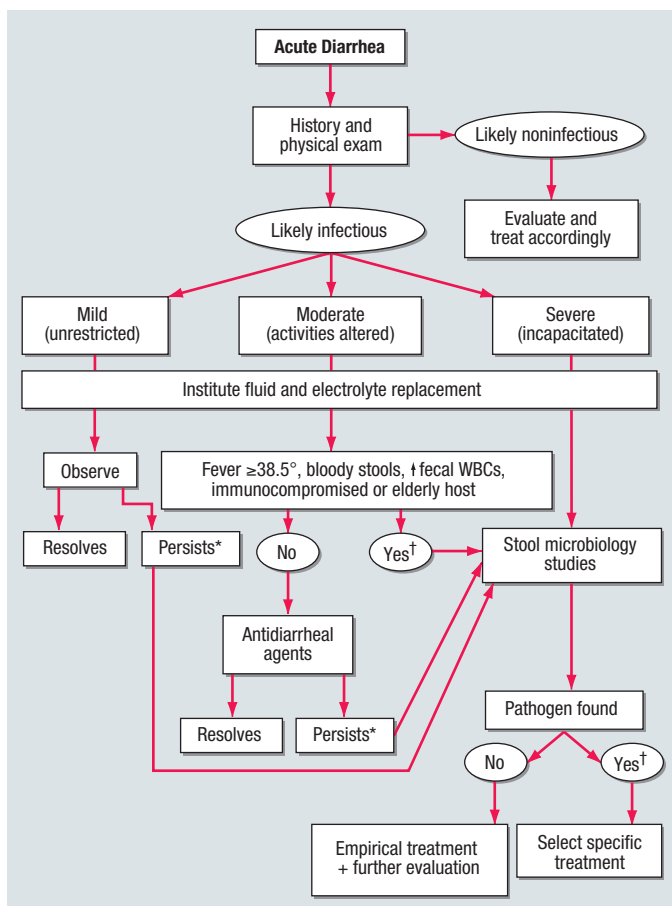 Acute Diarrhea
History and
physical exam
Likely noninfectious
Evaluate and
treat accordingly
Likely infectious
Mild
(unrestricted)
Moderate
(activities altered)
Severe
(incapacitated)
Institute fluid and electrolyte replacement
Observe
Fever ≥38.5°, bloody stools, ↑fecal WBCs,
immunocompromised or elderly host
Resolves
Persists*
No
Yes†
Stool microbiology
studies
Antidiarrheal
agents
Resolves
Persists*
Pathogen found
No
Yes†
Empirical treatment
+ further evaluation
Select specific
treatment